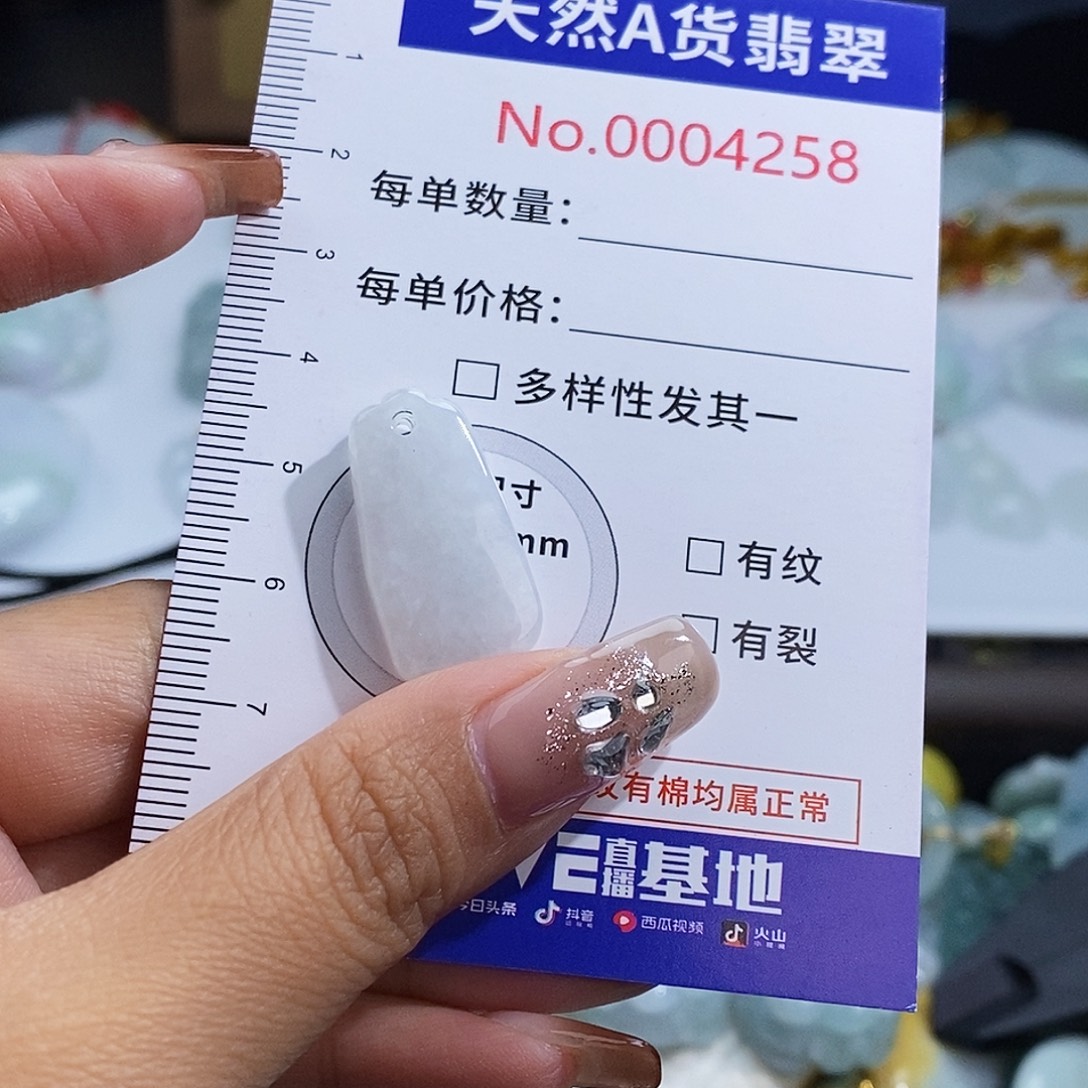 天然A货翡翠
No.0004258
1
2
每单数量：
3
每单价格：
4
多样性发其一
5
寸
mm
有纹
6
有裂
7
有棉均属正常
直播基地
今日头条 抖音 西瓜视频 火山